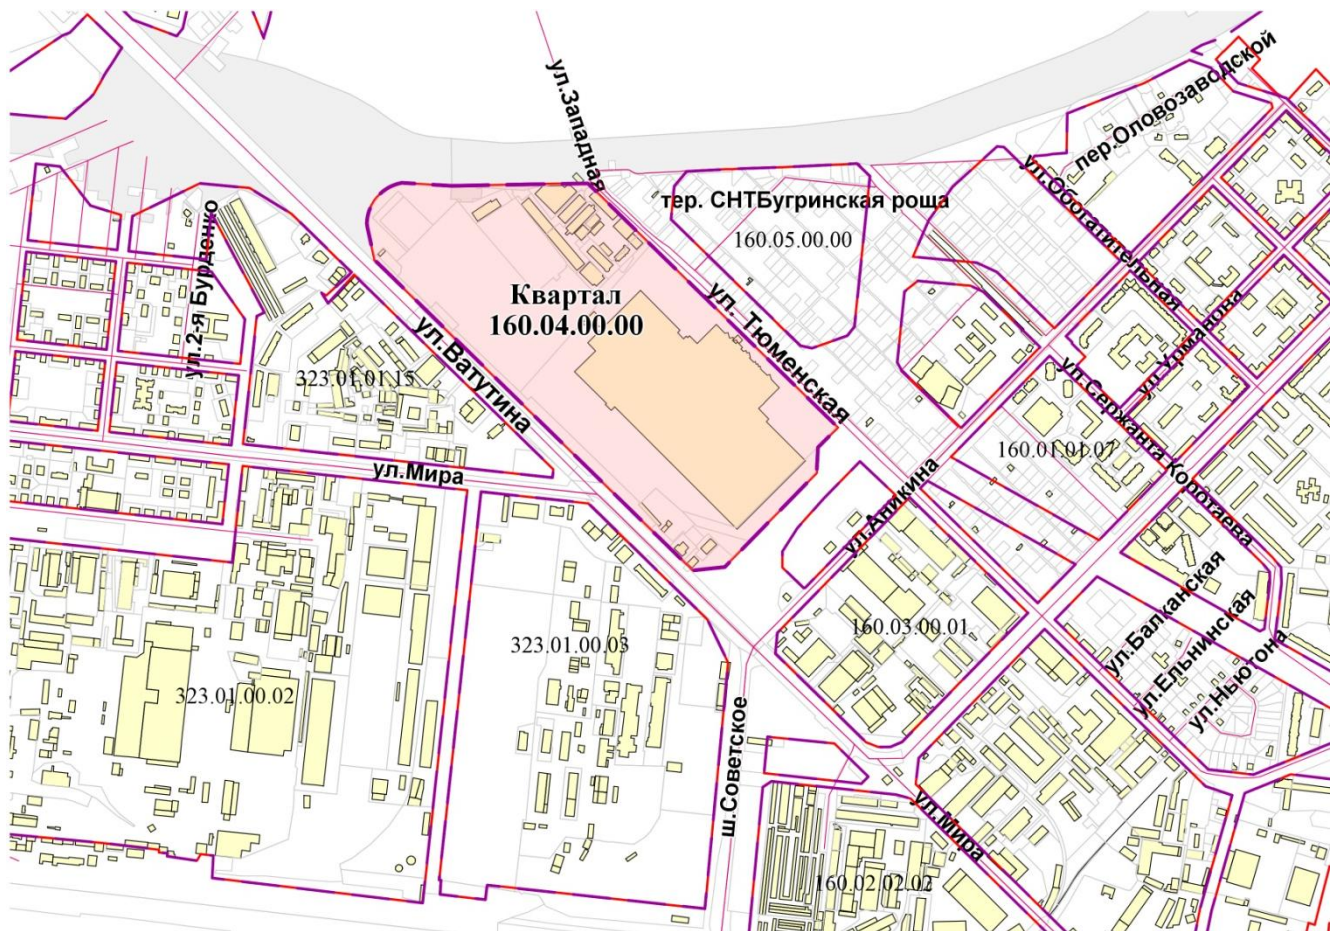 ул.Западная
пер.Оловозаводской
ул.Обогатительная
тер. СНТБугринская роша
160.05.00.00
ул.2-я Бурденко
Квартал
160.04.00.00
ул. Тюменская
ул.Урманова
ул.Ватутина
323.01.01.15
ул.Сержанта Коротаева
160.01.01.07
ул.Мира
ул.Аникина
ул.Балканская
ул.Ельнинская
ул.Ньютона
160.03.00.01
323.01.00.03
323.01.00.02
ш.Советское
ул.Мира
160.02.02.02